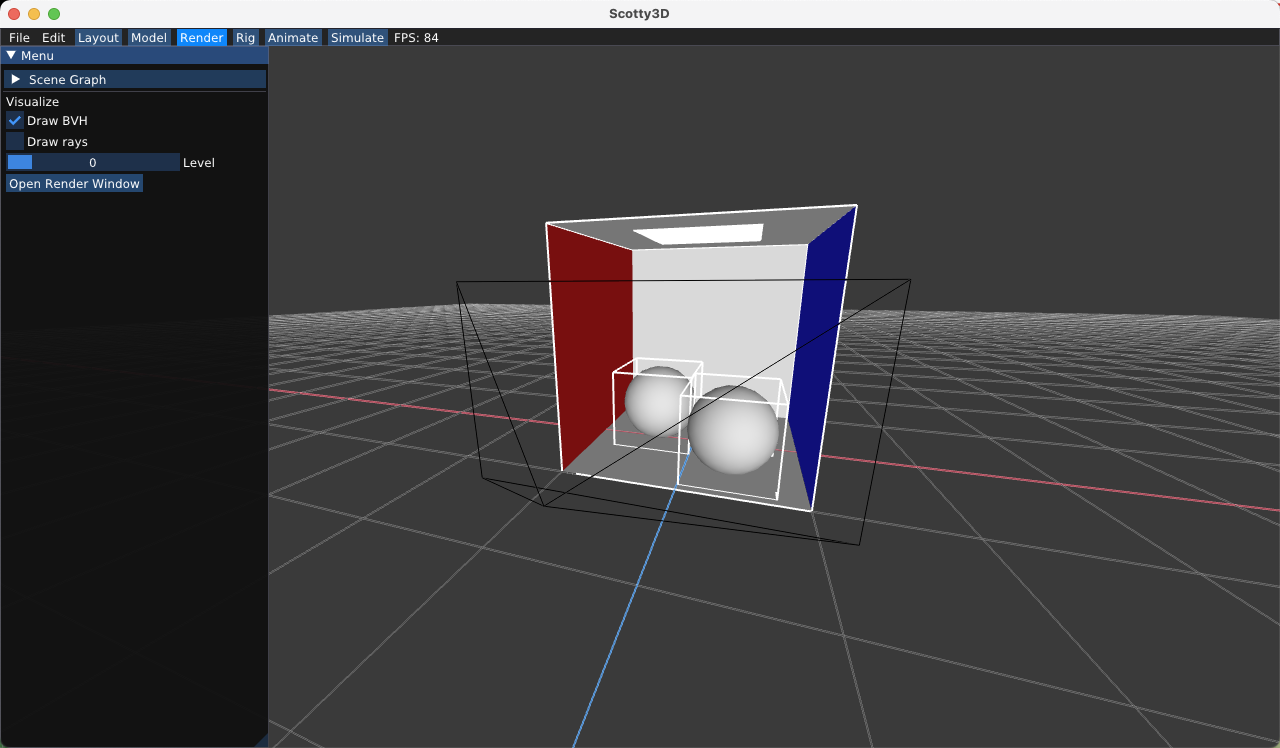 Scotty3D
File Edit Layout Model Render Rig Animate Simulate FPS: 84
Menu
Scene Graph
Visualize
Draw BVH
Draw rays
0 Level
Open Render Window